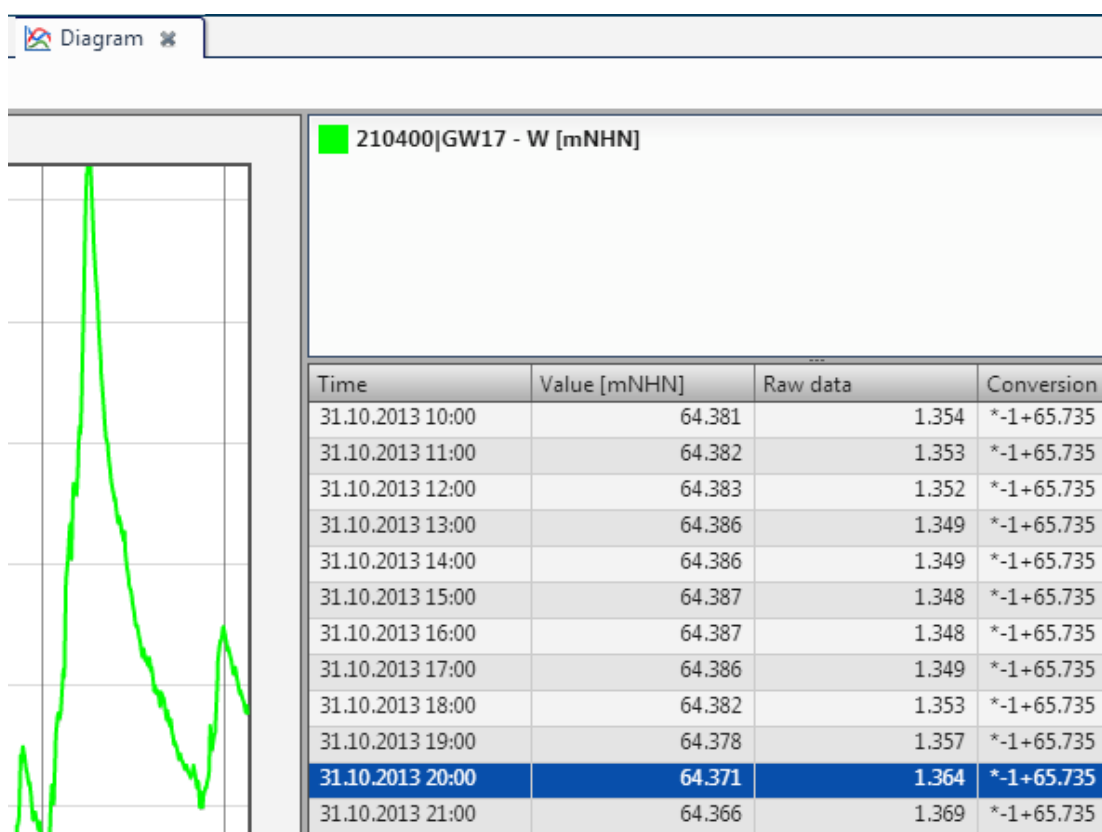 Diagram
210400|GW17 - W [mNHN]
Time Value [mNHN] Raw data Conversion
31.10.2013 10:00 64.381 1.354 *-1+65.735
31.10.2013 11:00 64.382 1.353 *-1+65.735
31.10.2013 12:00 64.383 1.352 *-1+65.735
31.10.2013 13:00 64.386 1.349 *-1+65.735
31.10.2013 14:00 64.386 1.349 *-1+65.735
31.10.2013 15:00 64.387 1.348 *-1+65.735
31.10.2013 16:00 64.387 1.348 *-1+65.735
31.10.2013 17:00 64.386 1.349 *-1+65.735
31.10.2013 18:00 64.382 1.353 *-1+65.735
31.10.2013 19:00 64.378 1.357 *-1+65.735
31.10.2013 20:00 64.371 1.364 *-1+65.735
31.10.2013 21:00 64.366 1.369 *-1+65.735